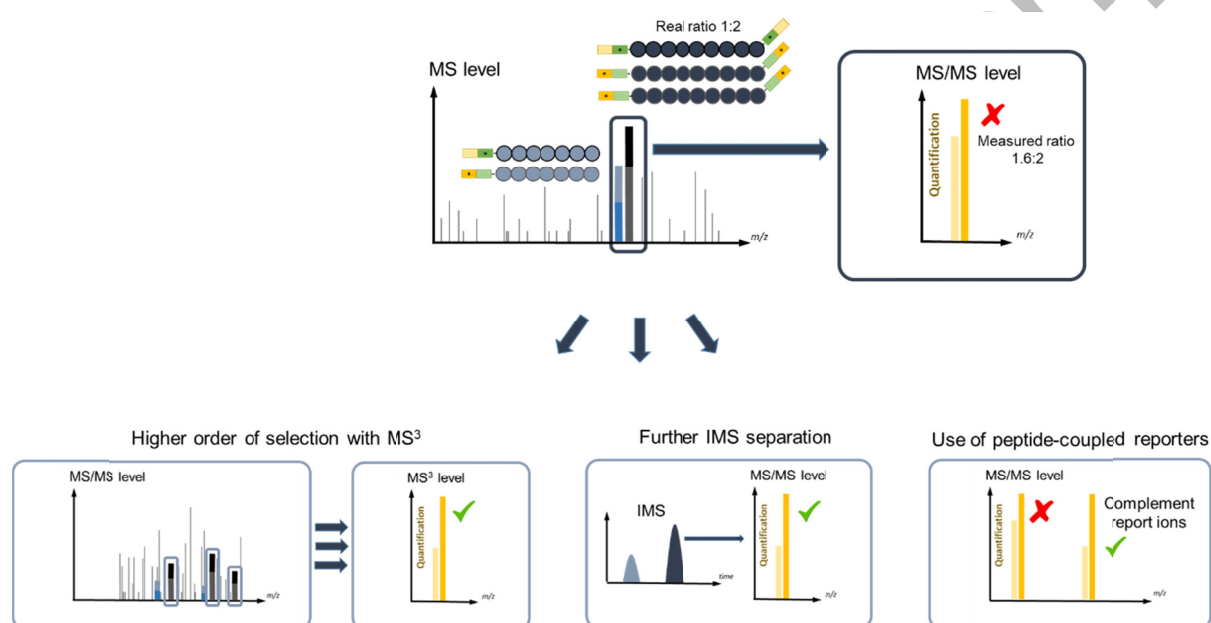 Real ratio 1:2
MS level
m/z
MS/MS level
Quantification
Measured ratio
1.6:2
m/z
Higher order of selection with MS³
MS/MS level
m/z
MS³ level
Quantification
m/z
Further IMS separation
IMS
time
MS/MS level
Quantification
m/z
Use of peptide-coupled reporters
MS/MS level
Quantification
Complement
report ions
m/z